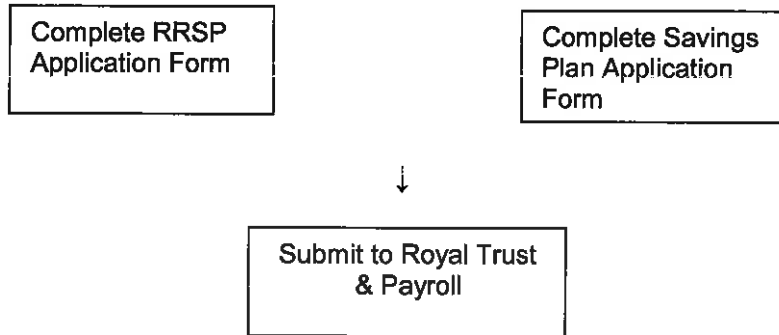 Complete RRSP
Application Form
Complete Savings
Plan Application
Form
↓
Submit to Royal Trust
& Payroll